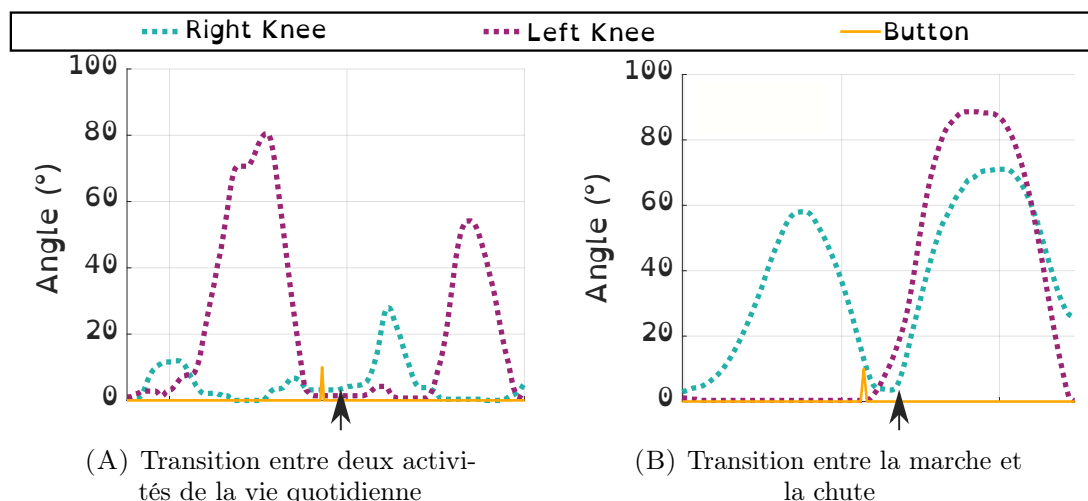 Right Knee Left Knee Button
100
80
60
40
20
0
Angle (°)
100
80
60
40
20
0
Angle (°)
(A) Transition entre deux activi-
tés de la vie quotidienne
(B) Transition entre la marche et
la chute